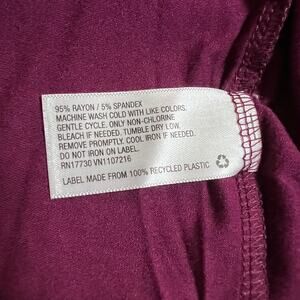 95% RAYON / 5% SPANDEX
MACHINE WASH COLD WITH LIKE COLORS.
GENTLE CYCLE. ONLY NON-CHLORINE
BLEACH IF NEEDED. TUMBLE DRY LOW.
REMOVE PROMPTLY. COOL IRON IF NEEDED.
DO NOT IRON ON LABEL.
RN17730 VN1107216
LABEL MADE FROM 100% RECYCLED PLASTIC